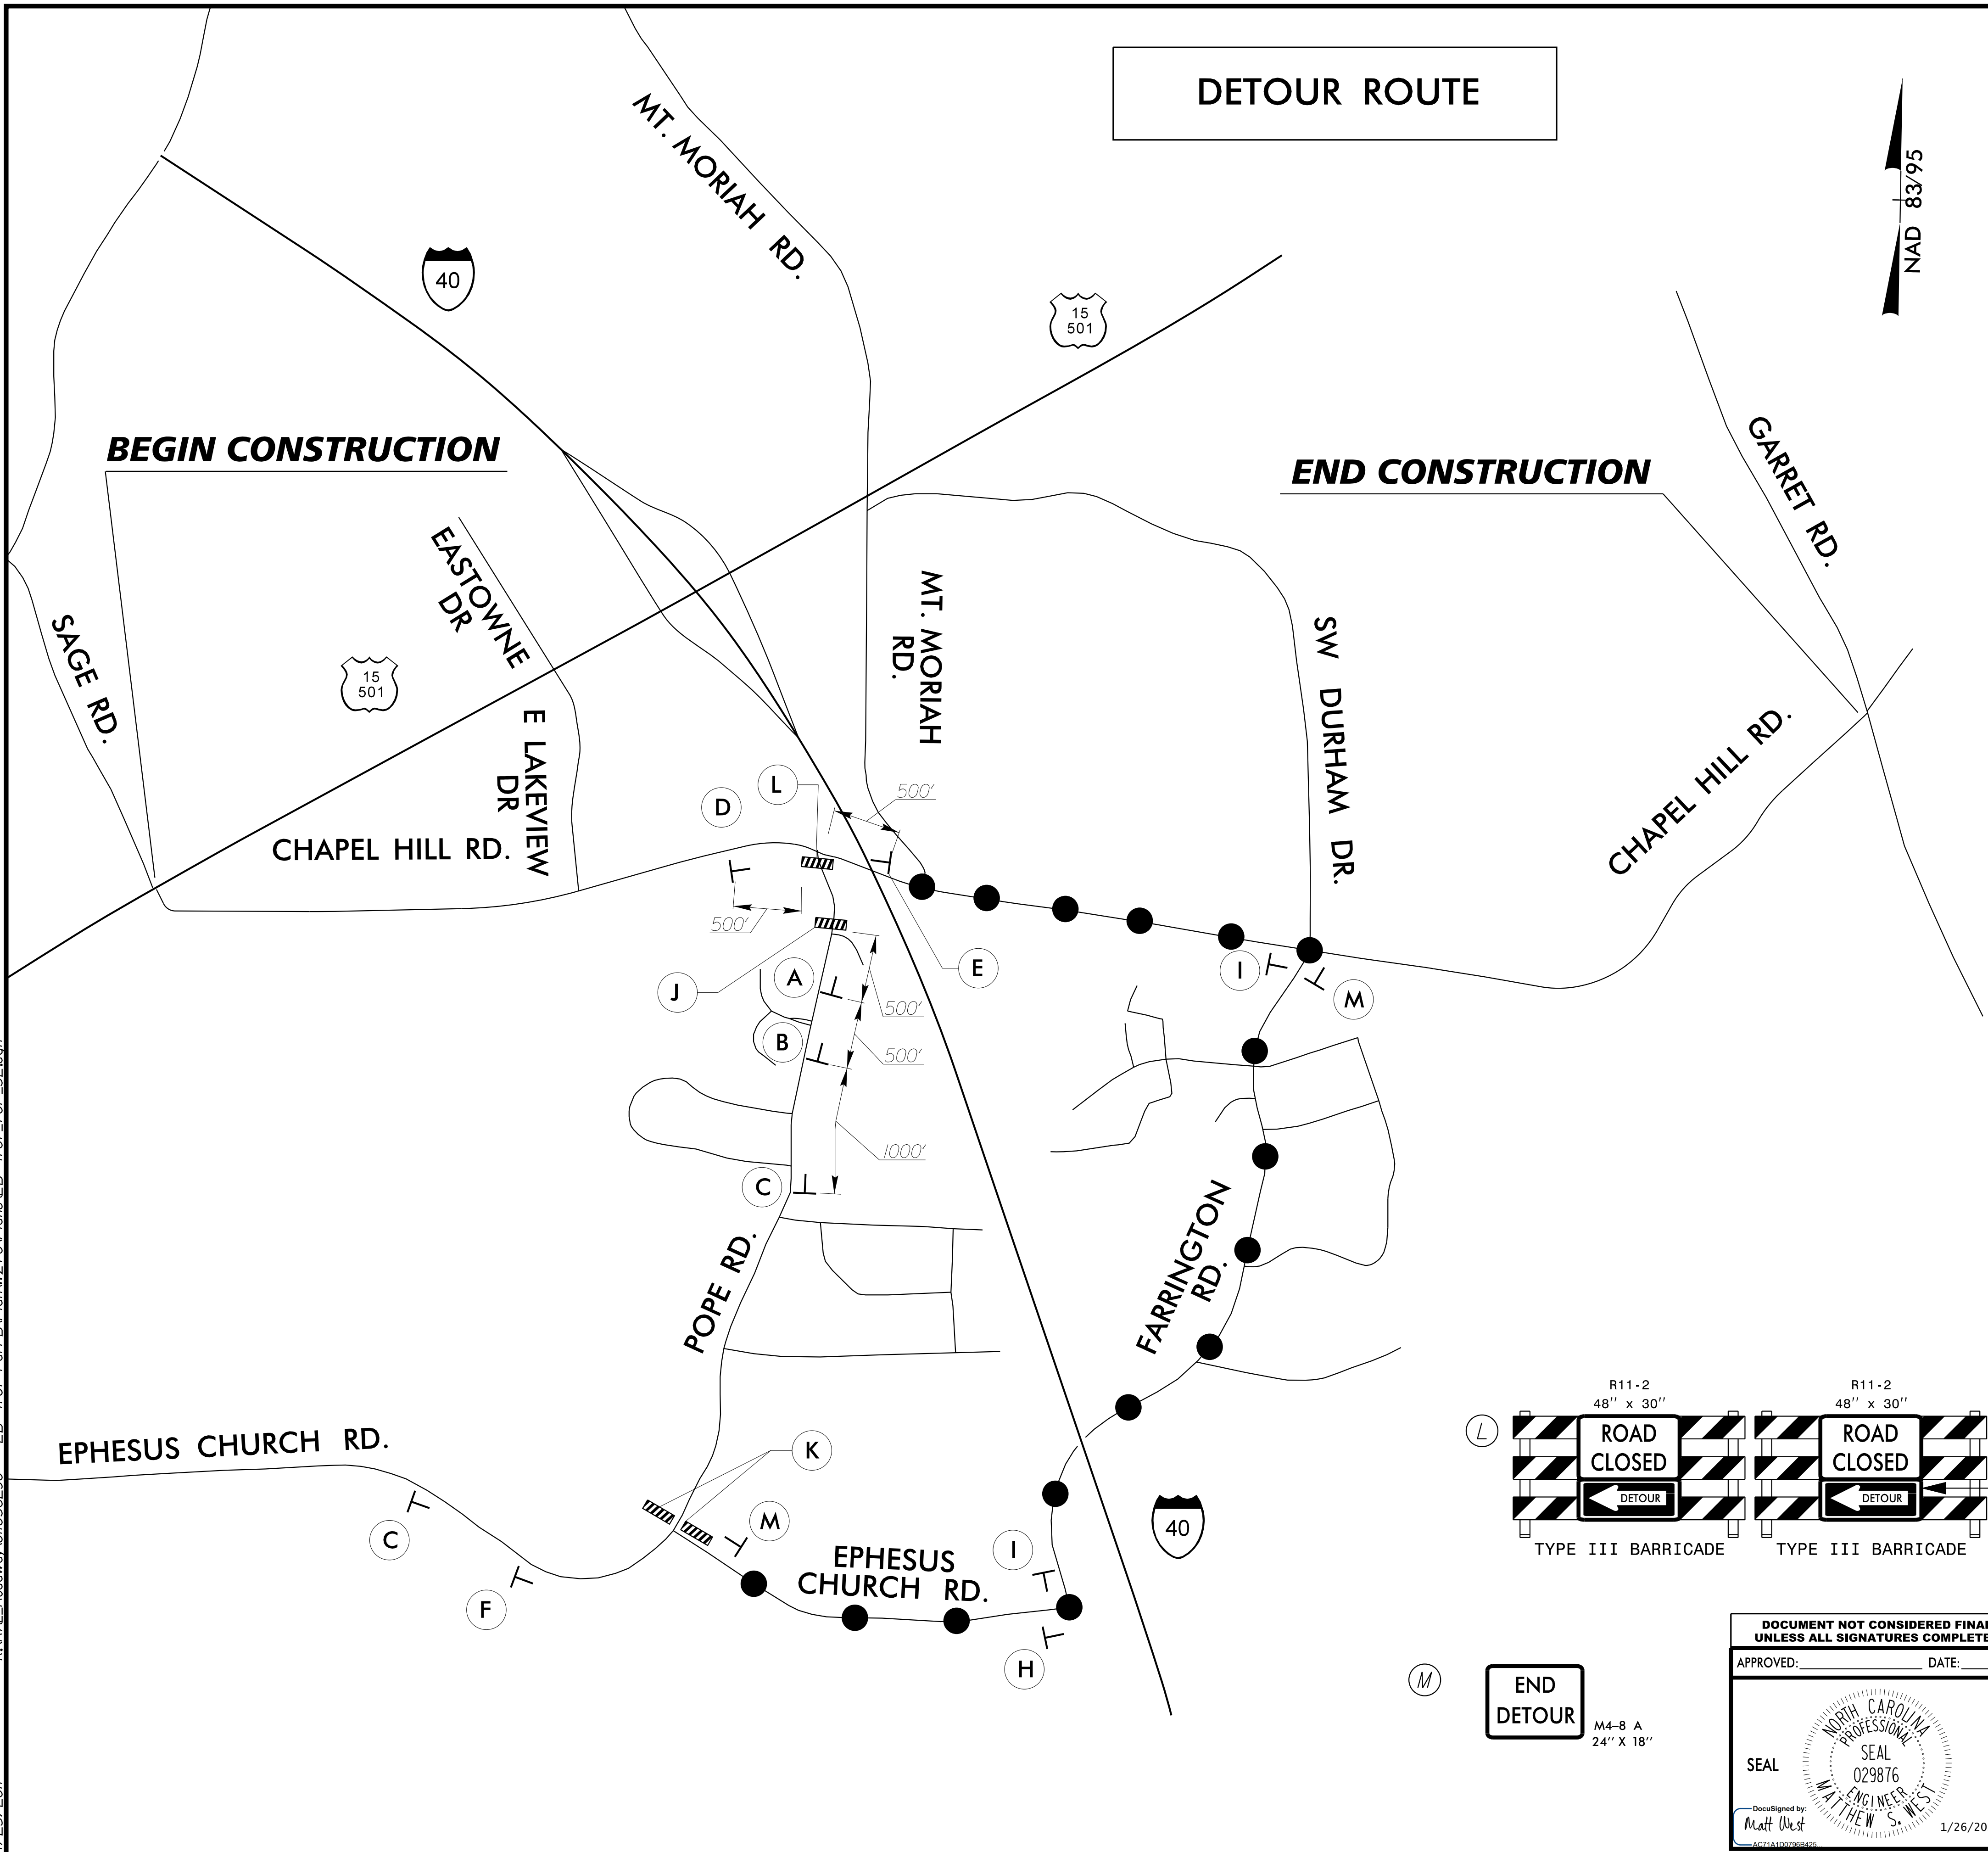 DETOUR ROUTE
NAD 83/95
MT. MORIAH RD.
40
15
501
BEGIN CONSTRUCTION
END CONSTRUCTION
GARRET RD.
EASTOWNE
DR
SAGE RD.
15
501
MT. MORIAH
RD.
SW DURHAM DR.
E LAKEVIEW
DR
CHAPEL HILL RD.
CHAPEL HILL RD.
L
D
500'
500'
E
J
A
I
M
500'
B
500'
1000'
C
POPE RD.
FARRINGTON
RD.
EPHESUS CHURCH RD.
K
M
C
F
EPHESUS
CHURCH RD.
I
H
40
L
R11-2
48" x 30"
ROAD
CLOSED
DETOUR
TYPE III BARRICADE
R11-2
48" x 30"
ROAD
CLOSED
DETOUR
TYPE III BARRICADE
M
END
DETOUR
M4-8 A
24" X 18"
DOCUMENT NOT CONSIDERED FINAL
UNLESS ALL SIGNATURES COMPLETE
APPROVED: DATE:
SEAL
NORTH CAROLINA
PROFESSIONAL
SEAL
029876
ENGINEER
MATTHEW S. WEST
DocuSigned by:
Matt West
AC71A1D0796B425...
1/26/20